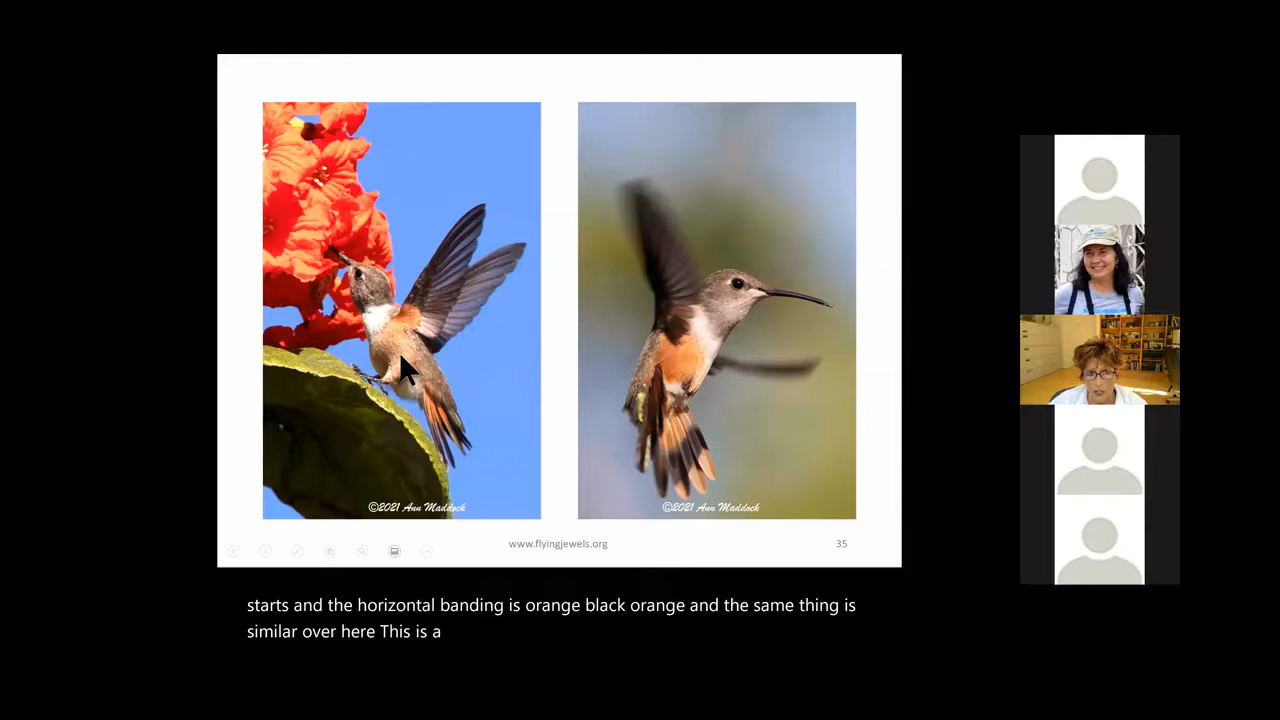 ©2021 Ann Maddock
©2021 Ann Maddock
www.flyingjewels.org
35
starts and the horizontal banding is orange black orange and the same thing is
similar over here This is a